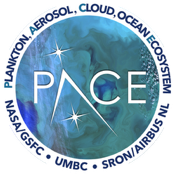 PLANKTON, AEROSOL, CLOUD, OCEAN ECOSYSTEM
PACE
NASA/GSFC • UMBC • SRON/AIRBUS NL